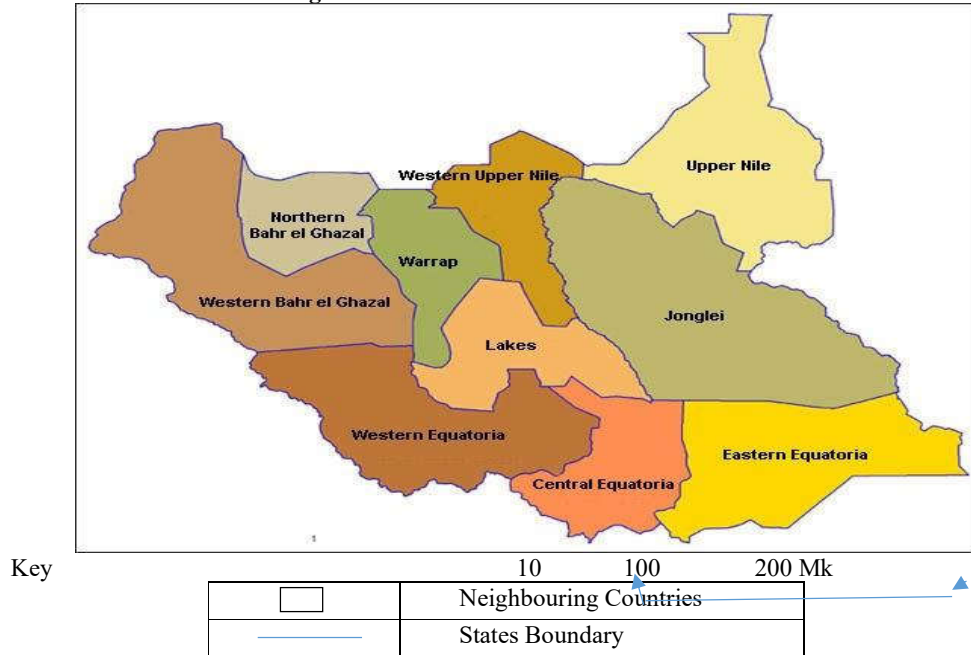 Upper Nile
Western Upper Nile
Northern
Bahr el Ghazal
Warrap
Western Bahr el Ghazal
Jonglei
Lakes
Western Equatoria
Eastern Equatoria
Central Equatoria
1
Key 10 100 200 Mk
Neighbouring Countries
States Boundary